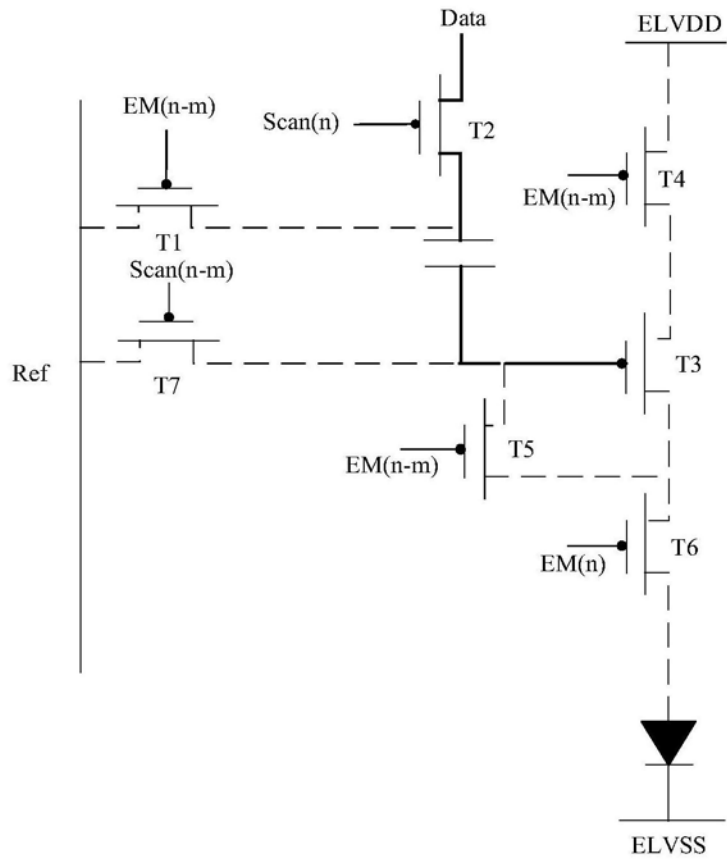 Data
ELVDD
EM(n-m)
Scan(n)
T2
T4
EM(n-m)
T1
Scan(n-m)
T7
Ref
T3
T5
EM(n-m)
T6
EM(n)
ELVSS